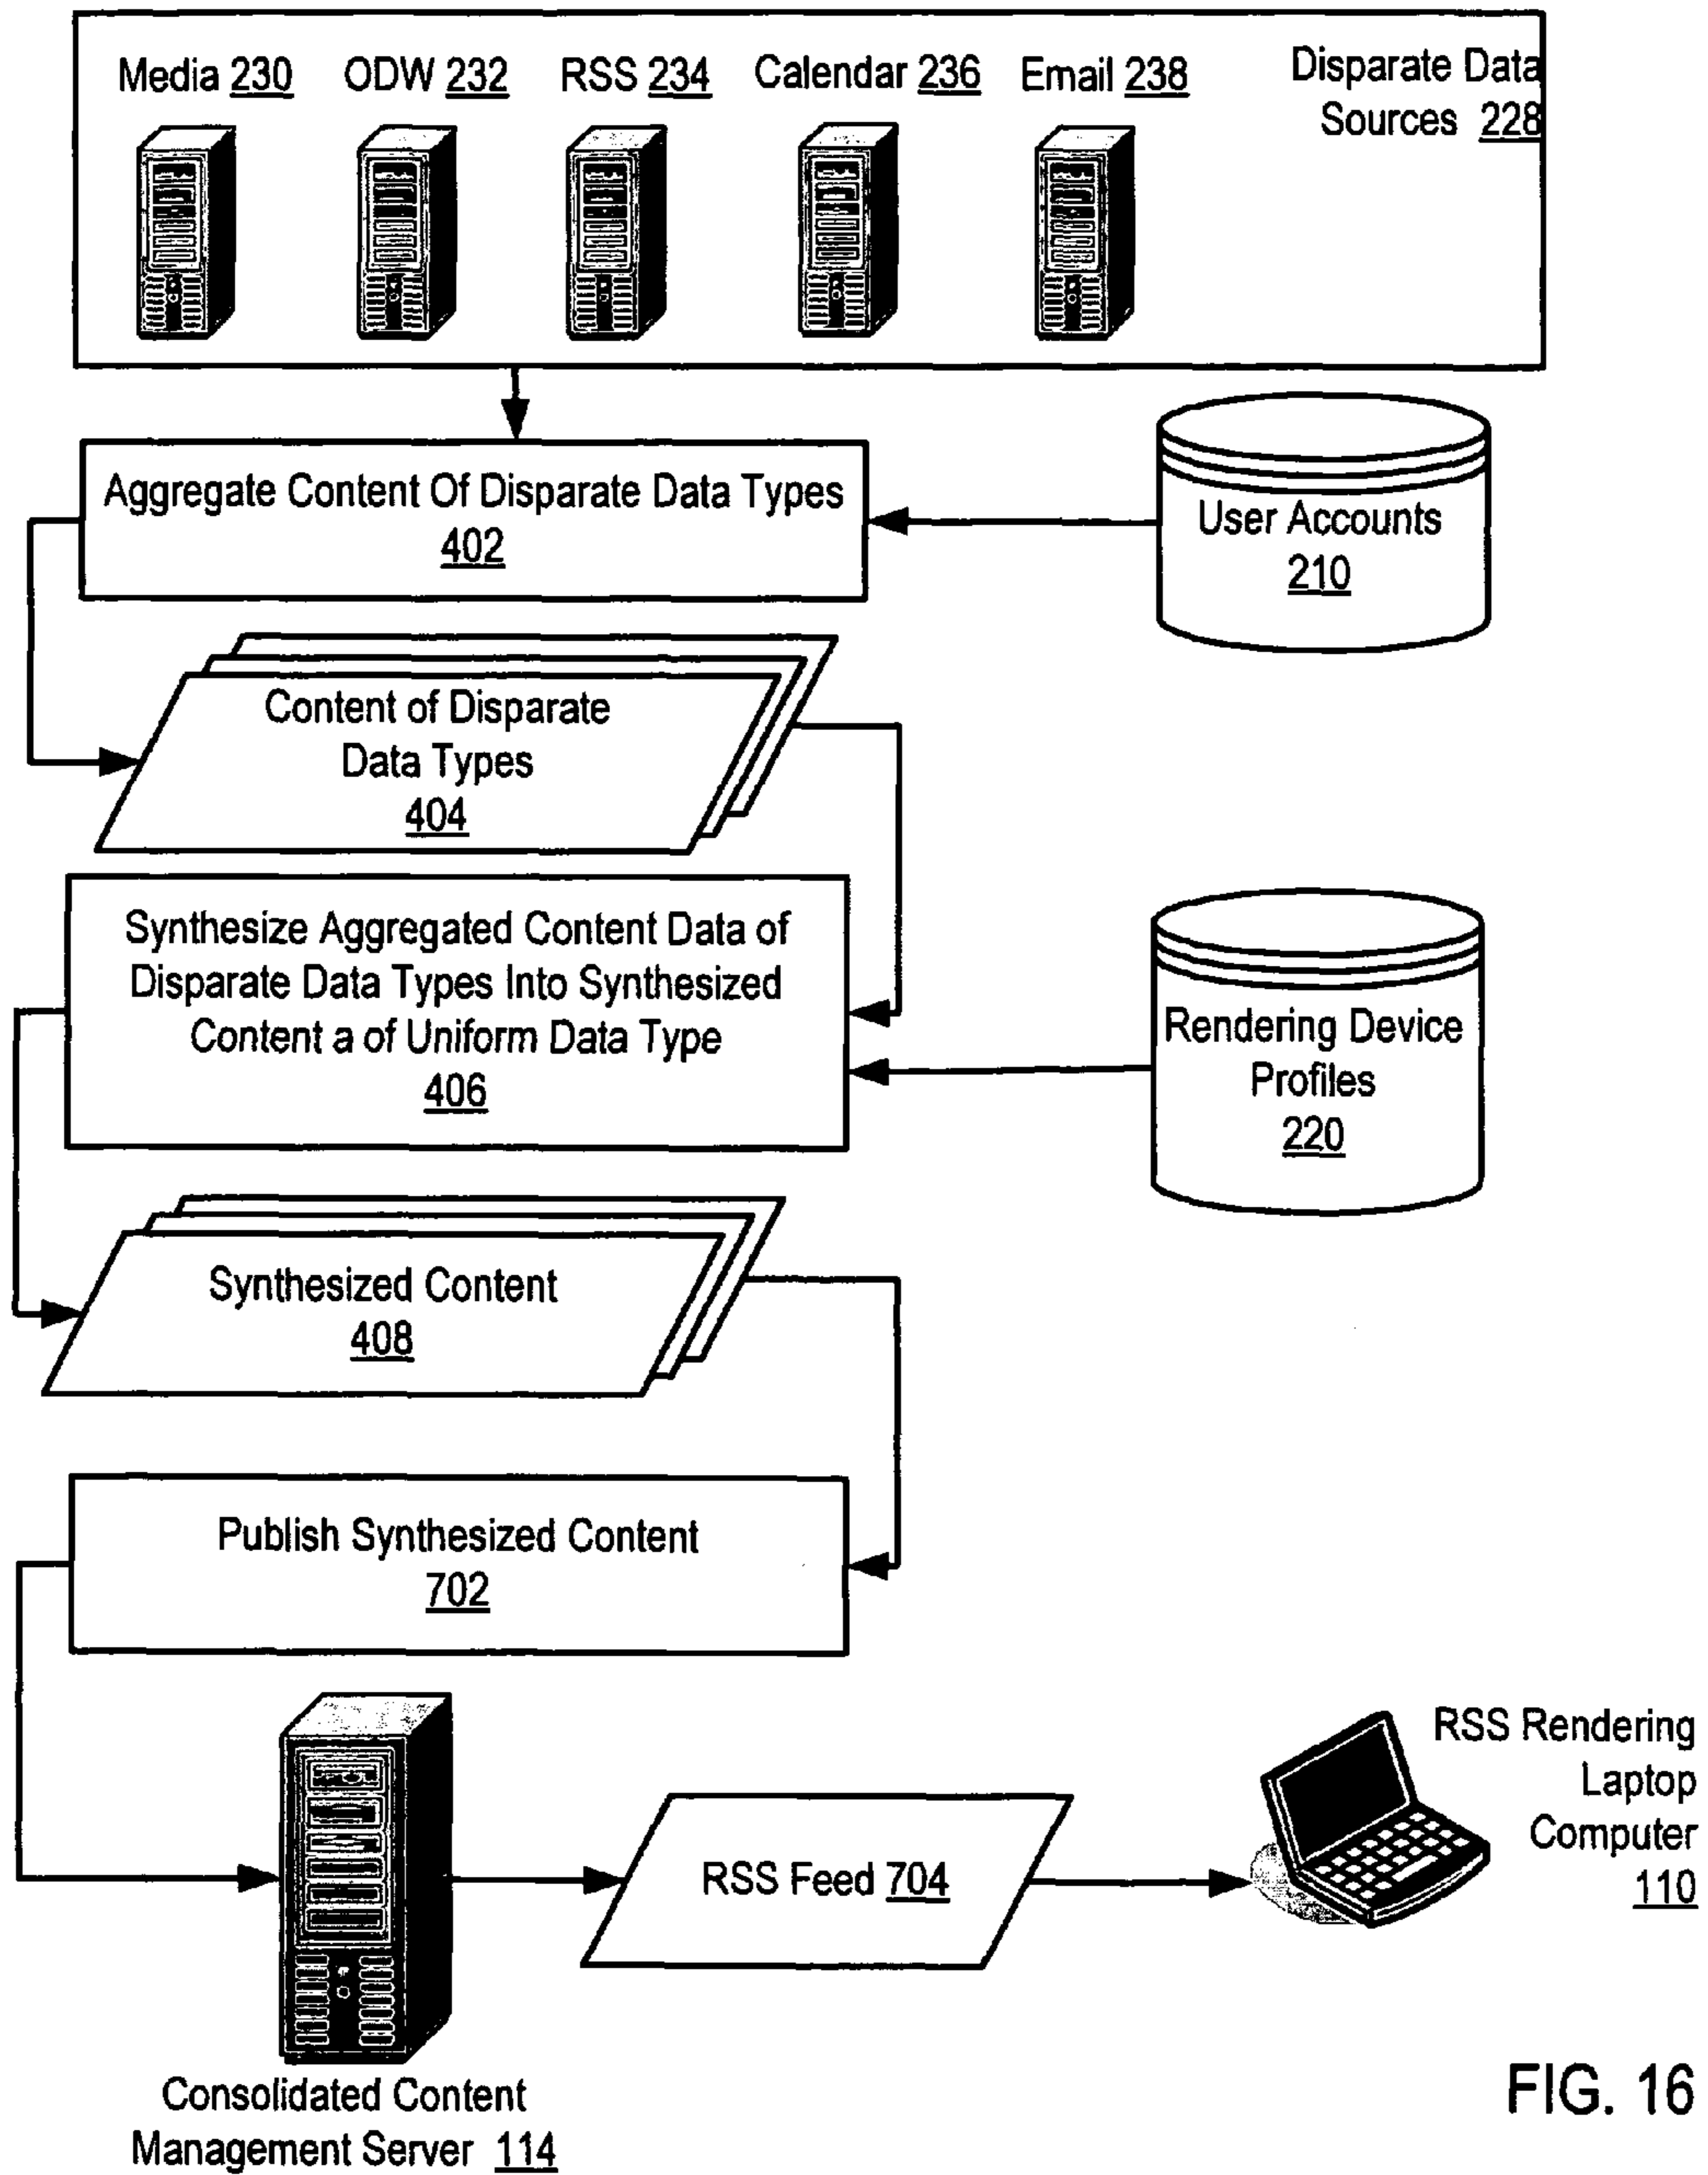 Media 230 ODW 232 RSS 234 Calendar 236 Email 238
Disparate Data
Sources 228
Aggregate Content Of Disparate Data Types
402
User Accounts
210
Content of Disparate
Data Types
404
Synthesize Aggregated Content Data of
Disparate Data Types Into Synthesized
Content a of Uniform Data Type
406
Rendering Device
Profiles
220
Synthesized Content
408
Publish Synthesized Content
702
RSS Rendering
Laptop
Computer
110
RSS Feed 704
Consolidated Content
Management Server 114
FIG. 16